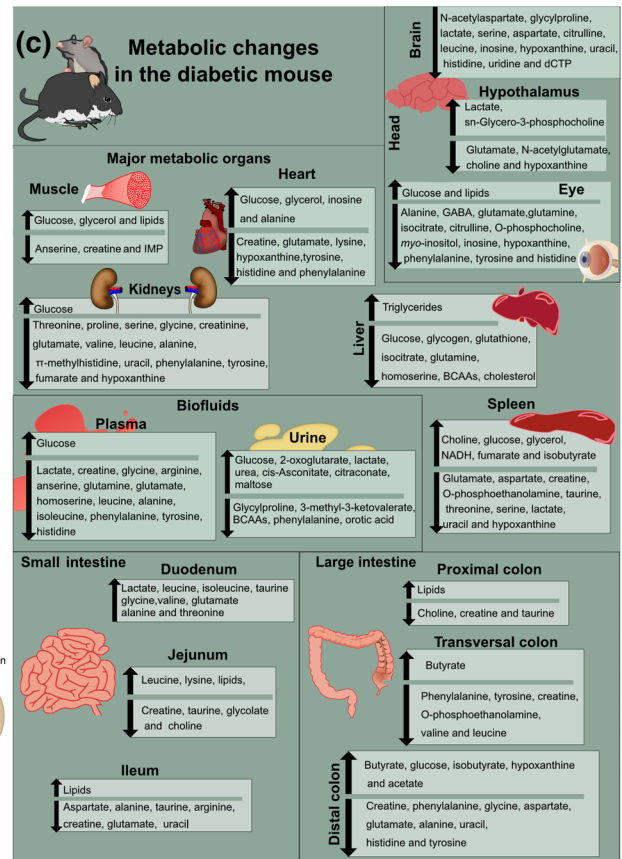 (c)
Metabolic changes
in the diabetic mouse
Brain
N-acetylaspartate, glycylproline,
lactate, serine, aspartate, citrulline,
leucine, inosine, hypoxanthine, uracil,
histidine, uridine and dCTP
Head
Hypothalamus
Lactate,
sn-Glycero-3-phosphocholine
Glutamate, N-acetylglutamate,
choline and hypoxanthine
Eye
Glucose and lipids
Alanine, GABA, glutamate,glutamine,
isocitrate, citrulline, O-phosphocholine,
myo-inositol, inosine, hypoxanthine,
phenylalanine, tyrosine and histidine
Major metabolic organs
Muscle
Glucose, glycerol and lipids
Anserine, creatine and IMP
Heart
Glucose, glycerol, inosine
and alanine
Creatine, glutamate, lysine,
hypoxanthine,tyrosine,
histidine and phenylalanine
Kidneys
Glucose
Threonine, proline, serine, glycine, creatinine,
glutamate, valine, leucine, alanine,
π-methylhistidine, uracil, phenylalanine, tyrosine,
fumarate and hypoxanthine
Liver
Triglycerides
Glucose, glycogen, glutathione,
isocitrate, glutamine,
homoserine, BCAAs, cholesterol
Biofluids
Plasma
Glucose
Lactate, creatine, glycine, arginine,
anserine, glutamine, glutamate,
homoserine, leucine, alanine,
isoleucine, phenylalanine, tyrosine,
histidine
Urine
Glucose, 2-oxoglutarate, lactate,
urea, cis-Asconitate, citraconate,
maltose
Glycylproline, 3-methyl-3-ketovalerate,
BCAAs, phenylalanine, orotic acid
Spleen
Choline, glucose, glycerol,
NADH, fumarate and isobutyrate
Glutamate, aspartate, creatine,
O-phosphoethanolamine, taurine,
threonine, serine, lactate,
uracil and hypoxanthine
Small intestine
Duodenum
Lactate, leucine, isoleucine, taurine
glycine,valine, glutamate
alanine and threonine
Jejunum
Leucine, lysine, lipids,
Creatine, taurine, glycolate
and choline
Ileum
Lipids
Aspartate, alanine, taurine, arginine,
creatine, glutamate, uracil
Large intestine
Proximal colon
Lipids
Choline, creatine and taurine
Transversal colon
Butyrate
Phenylalanine, tyrosine, creatine,
O-phosphoethanolamine,
valine and leucine
Distal colon
Butyrate, glucose, isobutyrate, hypoxanthine
and acetate
Creatine, phenylalanine, glycine, aspartate,
glutamate, alanine, uracil,
histidine and tyrosine